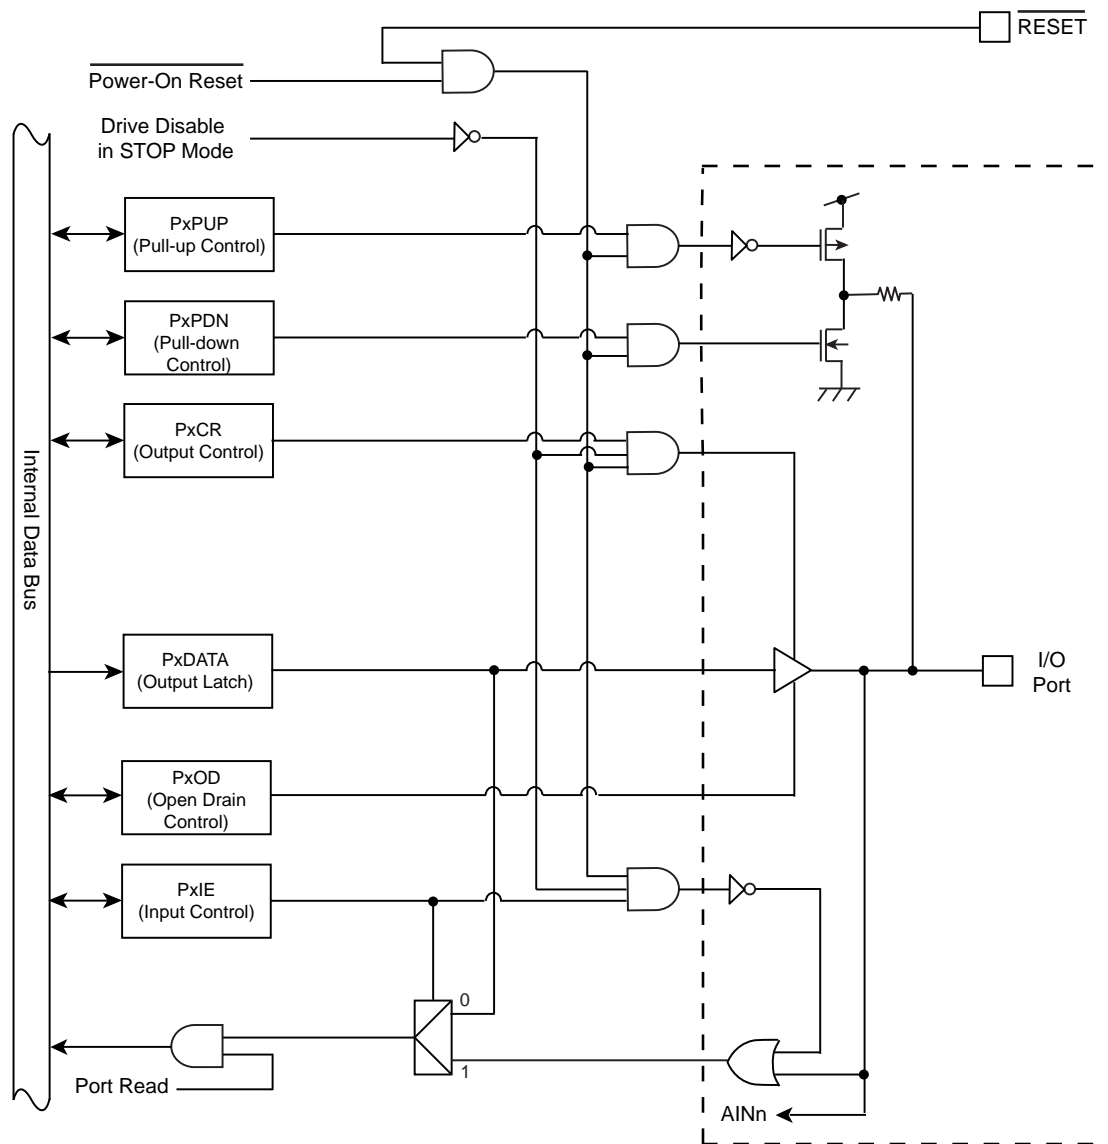 RESET
Power-On Reset
Drive Disable
in STOP Mode
PxPUP
(Pull-up Control)
PxPDN
(Pull-down
Control)
PxCR
(Output Control)
Internal Data Bus
PxDATA
(Output Latch)
I/O
Port
PxOD
(Open Drain
Control)
PxIE
(Input Control)
0
1
Port Read
AINn